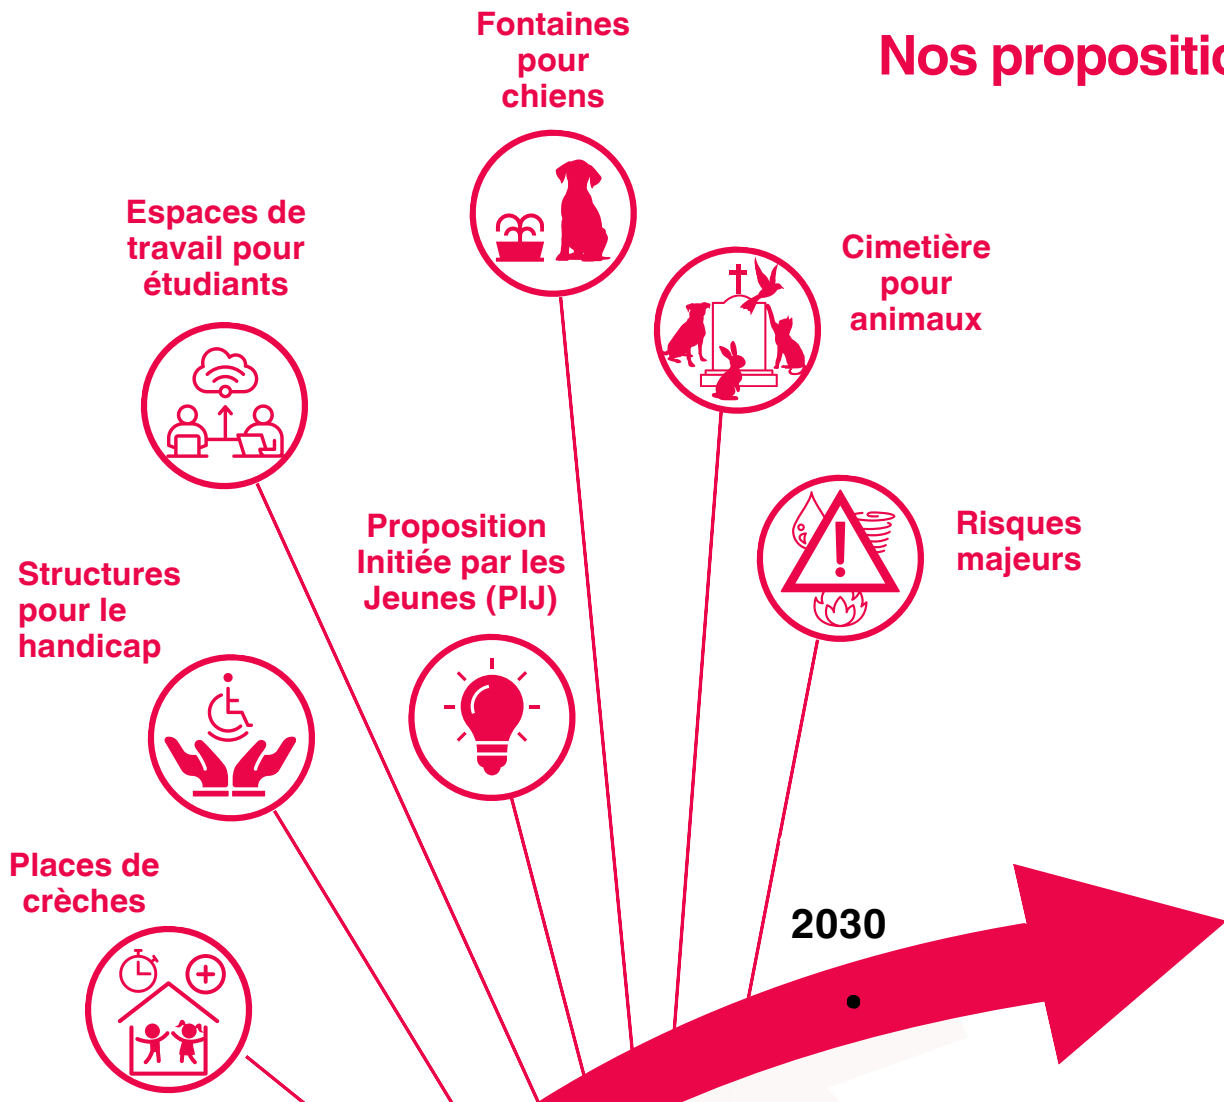 Fontaines
pour
chiens
Nos propositio
Espaces de
travail pour
étudiants
Cimetière
pour
animaux
Proposition
Initiée par les
Jeunes (PIJ)
Risques
majeurs
Structures
pour le
handicap
Places de
crèches
2030